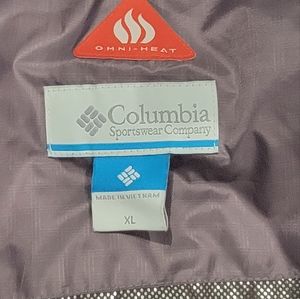 OMNI-HEAT
Columbia
Sportswear Company
MADE IN VIETNAM
XL